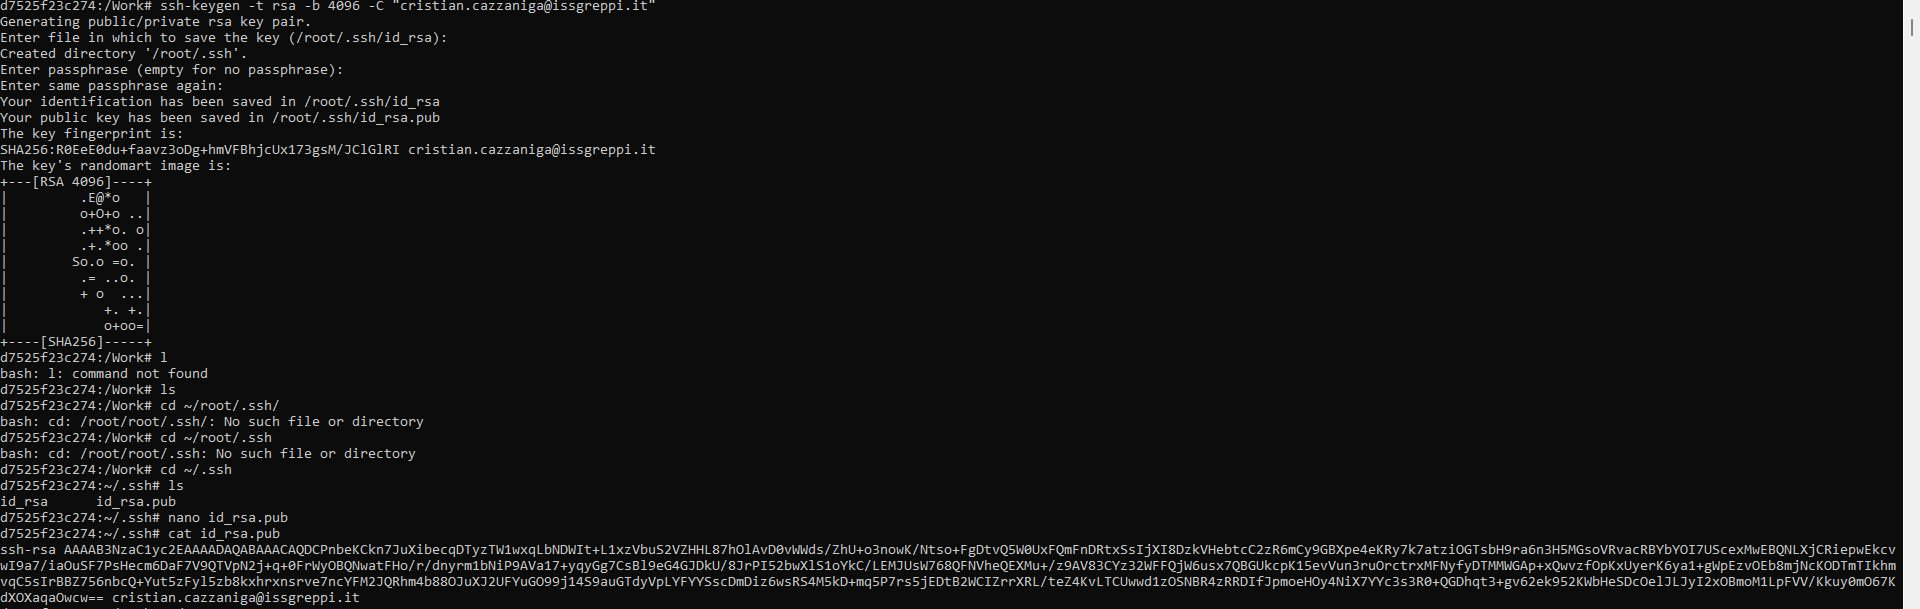 d7525f23c274:/Work# ssh-keygen -t rsa -b 4096 -C "cristian.cazzaniga@issgreppi.it"
Generating public/private rsa key pair.
Enter file in which to save the key (/root/.ssh/id_rsa):
Created directory '/root/.ssh'.
Enter passphrase (empty for no passphrase):
Enter same passphrase again:
Your identification has been saved in /root/.ssh/id_rsa
Your public key has been saved in /root/.ssh/id_rsa.pub
The key fingerprint is:
SHA256:R0EeE0du+faavz3oDg+hmVFBhjcUx173gsM/JClGlRI cristian.cazzaniga@issgreppi.it
The key's randomart image is:
+---[RSA 4096]----+
|         .E@*o   |
|         o+O+o ..|
|         .++*o. o|
|         .+.*oo .|
|        So.o =o. |
|         .= ..o. |
|         + o  ...|
|            +. +.|
|            o+oo=|
+----[SHA256]-----+
d7525f23c274:/Work# l
bash: l: command not found
d7525f23c274:/Work# ls
d7525f23c274:/Work# cd ~/root/.ssh/
bash: cd: /root/root/.ssh/: No such file or directory
d7525f23c274:/Work# cd ~/root/.ssh
bash: cd: /root/root/.ssh: No such file or directory
d7525f23c274:/Work# cd ~/.ssh
d7525f23c274:~/.ssh# ls
id_rsa      id_rsa.pub
d7525f23c274:~/.ssh# nano id_rsa.pub
d7525f23c274:~/.ssh# cat id_rsa.pub
ssh-rsa AAAAB3NzaC1yc2EAAAADAQABAAACAQDCPnbeKCkn7JuXibecqDTyzTW1wxqLbNDWIt+L1xzVbuS2VZHHL87hOlAvD0vWWds/ZhU+o3nowK/Ntso+FgDtvQ5W0UxFQmFnDRtxSsIjXI8DzkVHebtcC2zR6mCy9GBXpe4eKRy7k7atziOGTsbH9ra6n3H5MGsoVRvacRBYbYOI7UScexMwEBQNLXjCRiepwEkcv
wI9a7/iaOuSF7PsHecm6DaF7V9QTVpN2j+q+0FrWyOBQNwatFHo/r/dnyrm1bNiP9AVa17+yqyGg7CsBl9eG4GJDkU/8JrPI52bwXlS1oYkC/LEMJUsW768QFNVheQEXMu+/z9AV83CYz32WFFQjW6usx7QBGUkcpK15evVun3ruOrctrxMFNyfyDTMMWGAp+xQwvzfOpKxUyerK6ya1+gWpEzvOEb8mjNcKODTmTIkhm
vqC5sIrBBZ756nbcQ+Yut5zFyl5zb8kxhrxnsrve7ncYFM2JQRhm4b88OJuXJ2UFYuGO99j14S9auGTdyVpLYFYYSscDmDiz6wsRS4M5kD+mq5P7rs5jEDtB2WCIZrrXRL/teZ4KvLTCUwwd1zOSNBR4zRRDIfJpmoeHOy4NiX7YYc3s3R0+QGDhqt3+gv62ek952KWbHeSDcOelJLJyI2xOBmoM1LpFVV/Kkuy0mO67K
dXOXaqaOwcw== cristian.cazzaniga@issgreppi.it